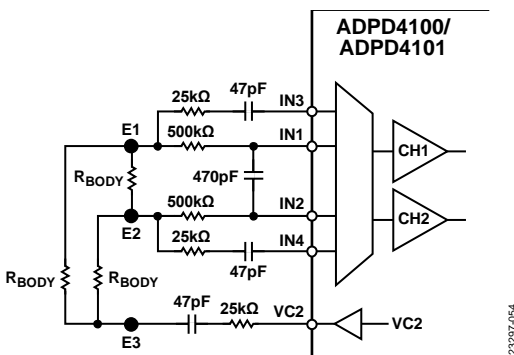 ADPD4100/
ADPD4101
47pF
25kΩ
IN3
E1
500kΩ
IN1
CH1
RBODY
470pF
500kΩ
IN2
CH2
E2
25kΩ
IN4
47pF
RBODY
RBODY
47pF
25kΩ
VC2
VC2
E3
23297-054